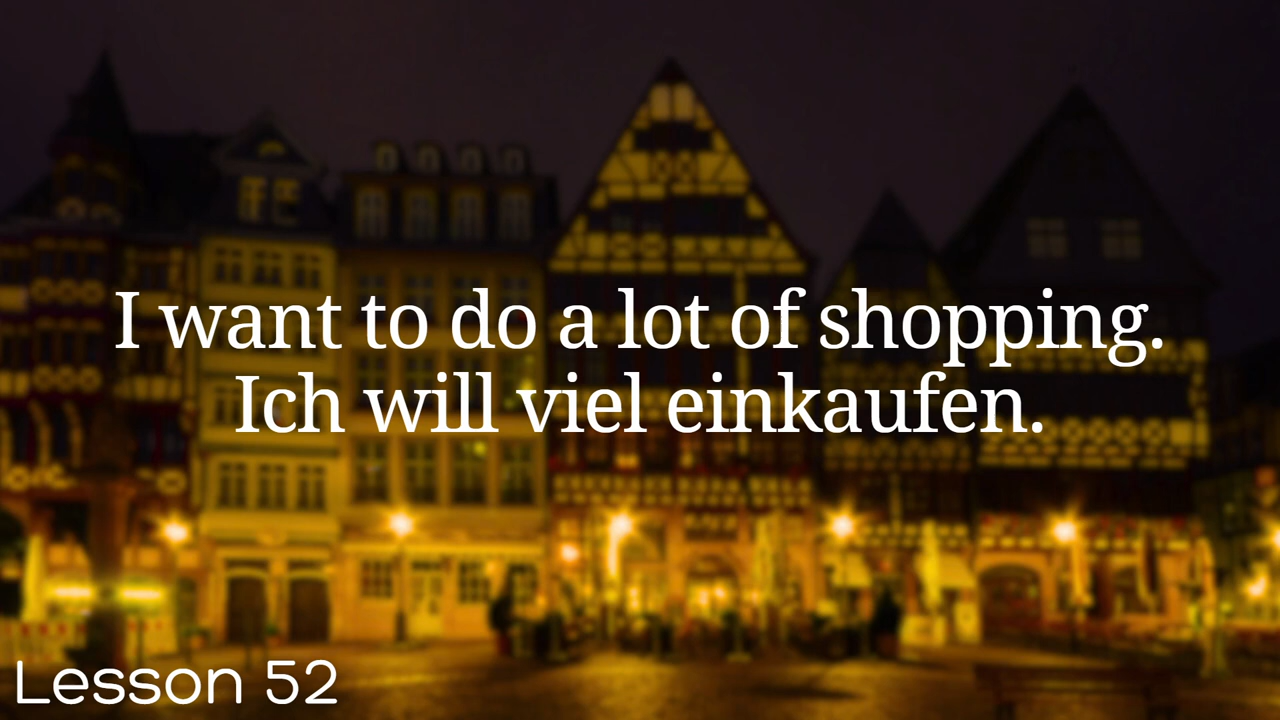 I want to do a lot of shopping.
Ich will viel einkaufen.
Lesson 52